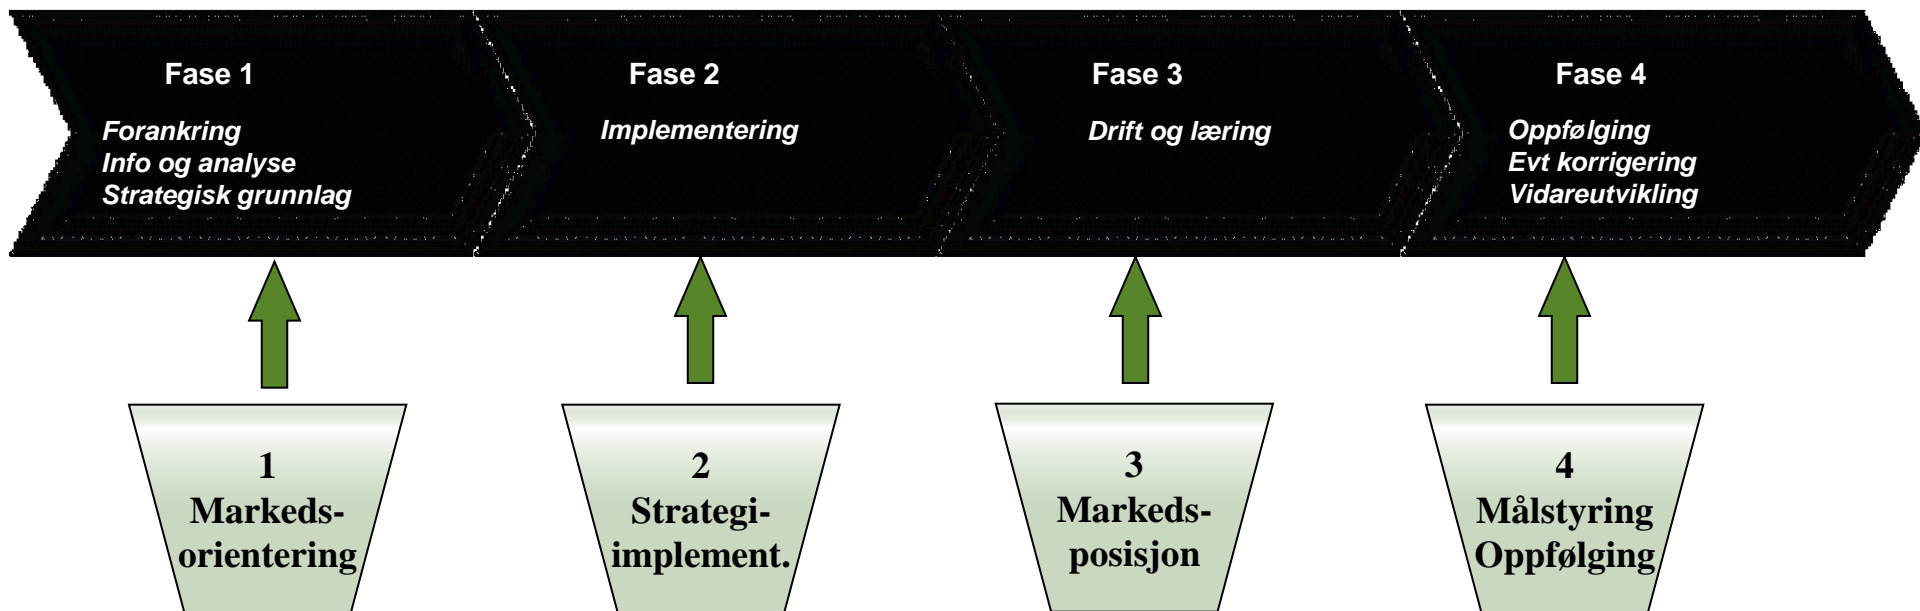 Fase 1
Forankring
Info og analyse
Strategisk grunnlag
Fase 2
Implementering
Fase 3
Drift og læring
Fase 4
Oppfølging
Evt korrigering
Vidareutvikling
1
Markeds-
orientering
2
Strategi-
implement.
3
Markeds-
posisjon
4
Målstyring
Oppfølging